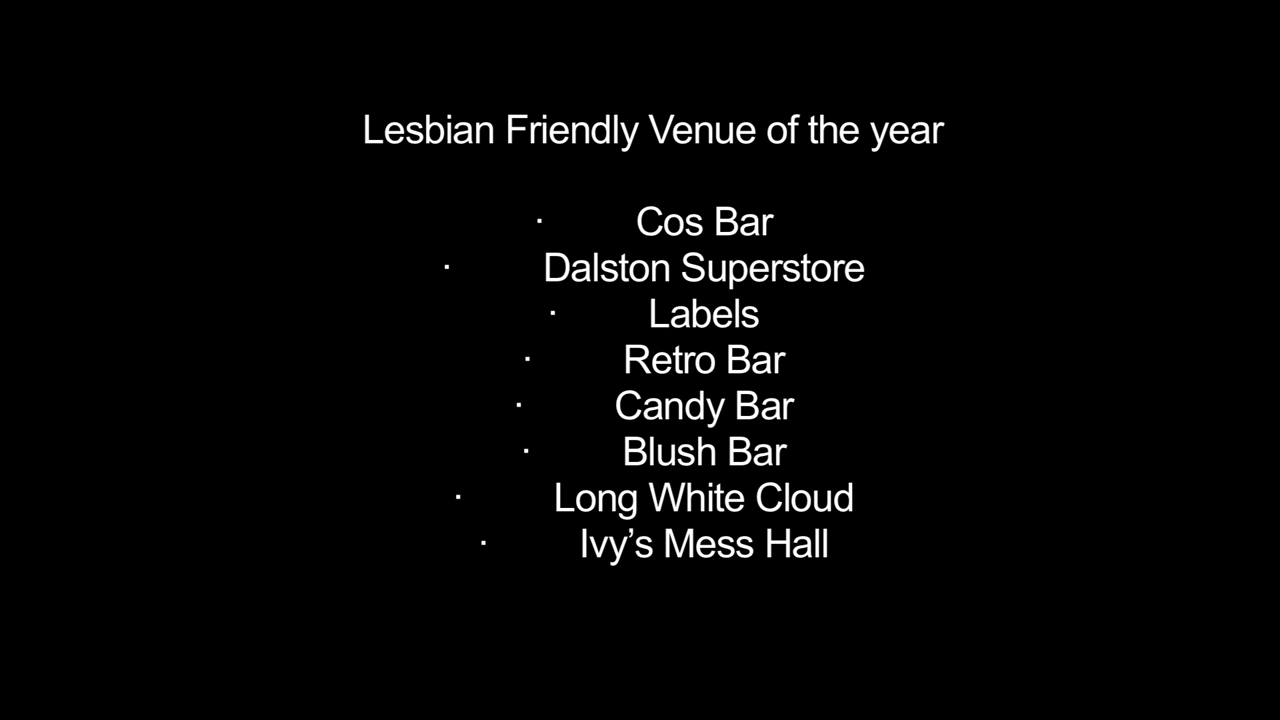 Lesbian Friendly Venue of the year
· Cos Bar
· Dalston Superstore
· Labels
· Retro Bar
· Candy Bar
· Blush Bar
· Long White Cloud
· Ivy’s Mess Hall